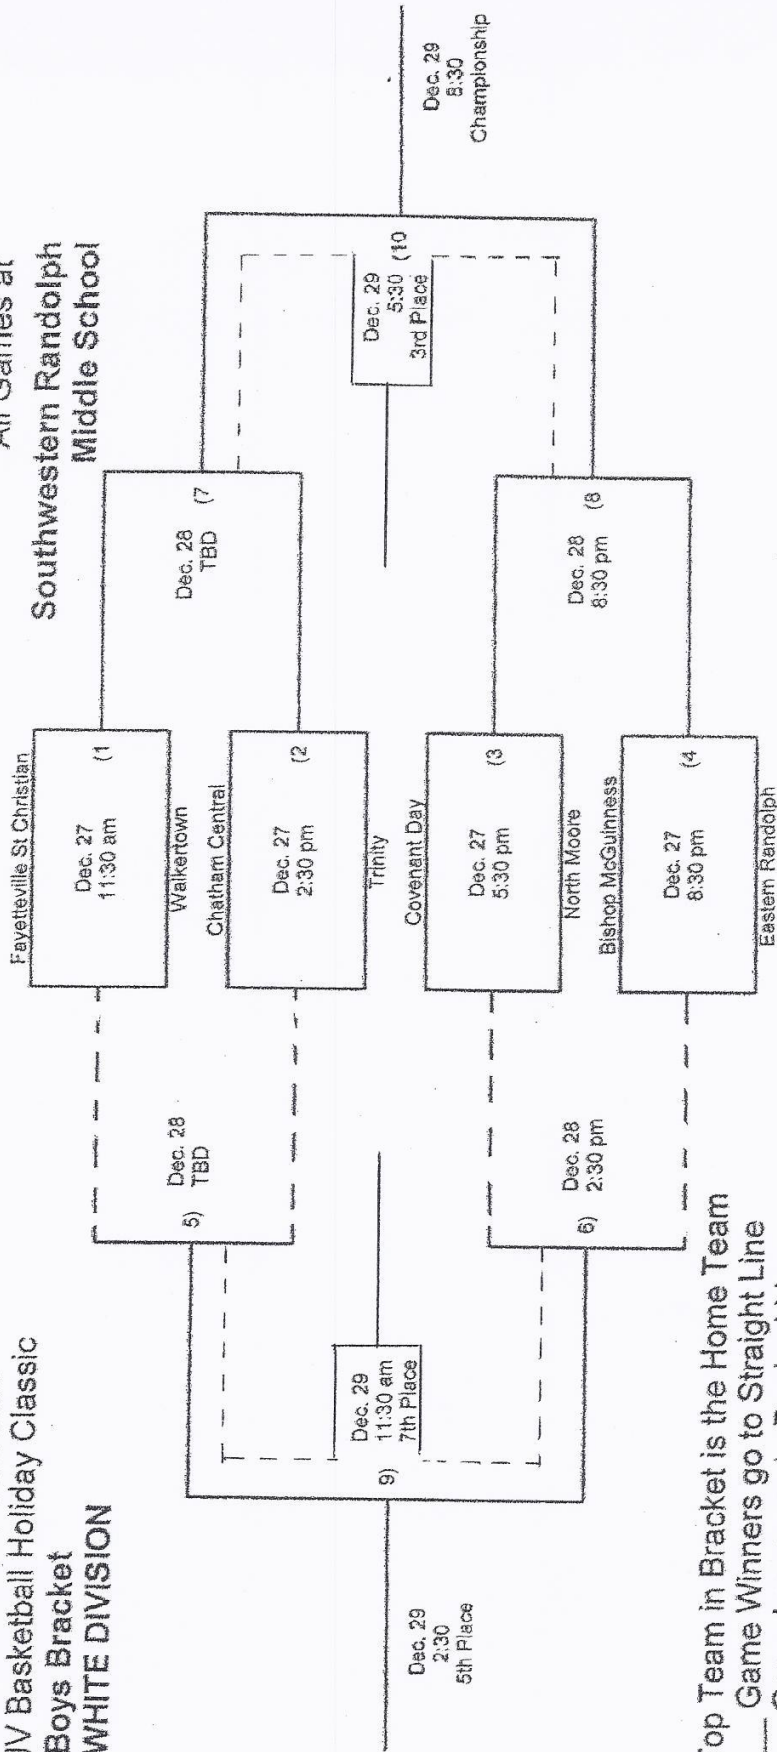 JV Basketball Holiday Classic
Boys Bracket
WHITE DIVISION
All Games at
Southwestern Randolph
Middle School
Fayetteville St Christian
Dec. 27
11:30 am
(1
Walkertown
Chatham Central
Dec. 27
2:30 pm
(2
Trinity
Covenant Day
Dec. 27
5:30 pm
(3
North Moore
Bishop McGuinness
Dec. 27
8:30 pm
(4
Eastern Randolph
Dec. 28
TBD
5)
Dec. 28
2:30 pm
6)
Dec. 28
TBD
(7
Dec. 28
8:30 pm
(8
Dec. 29
11:30 am
7th Place
9)
Dec. 29
2:30
5th Place
Dec. 29
5:30
3rd Place
(10
Dec. 29
8:30
Championship
Top Team in Bracket is the Home Team
Game Winners go to Straight Line